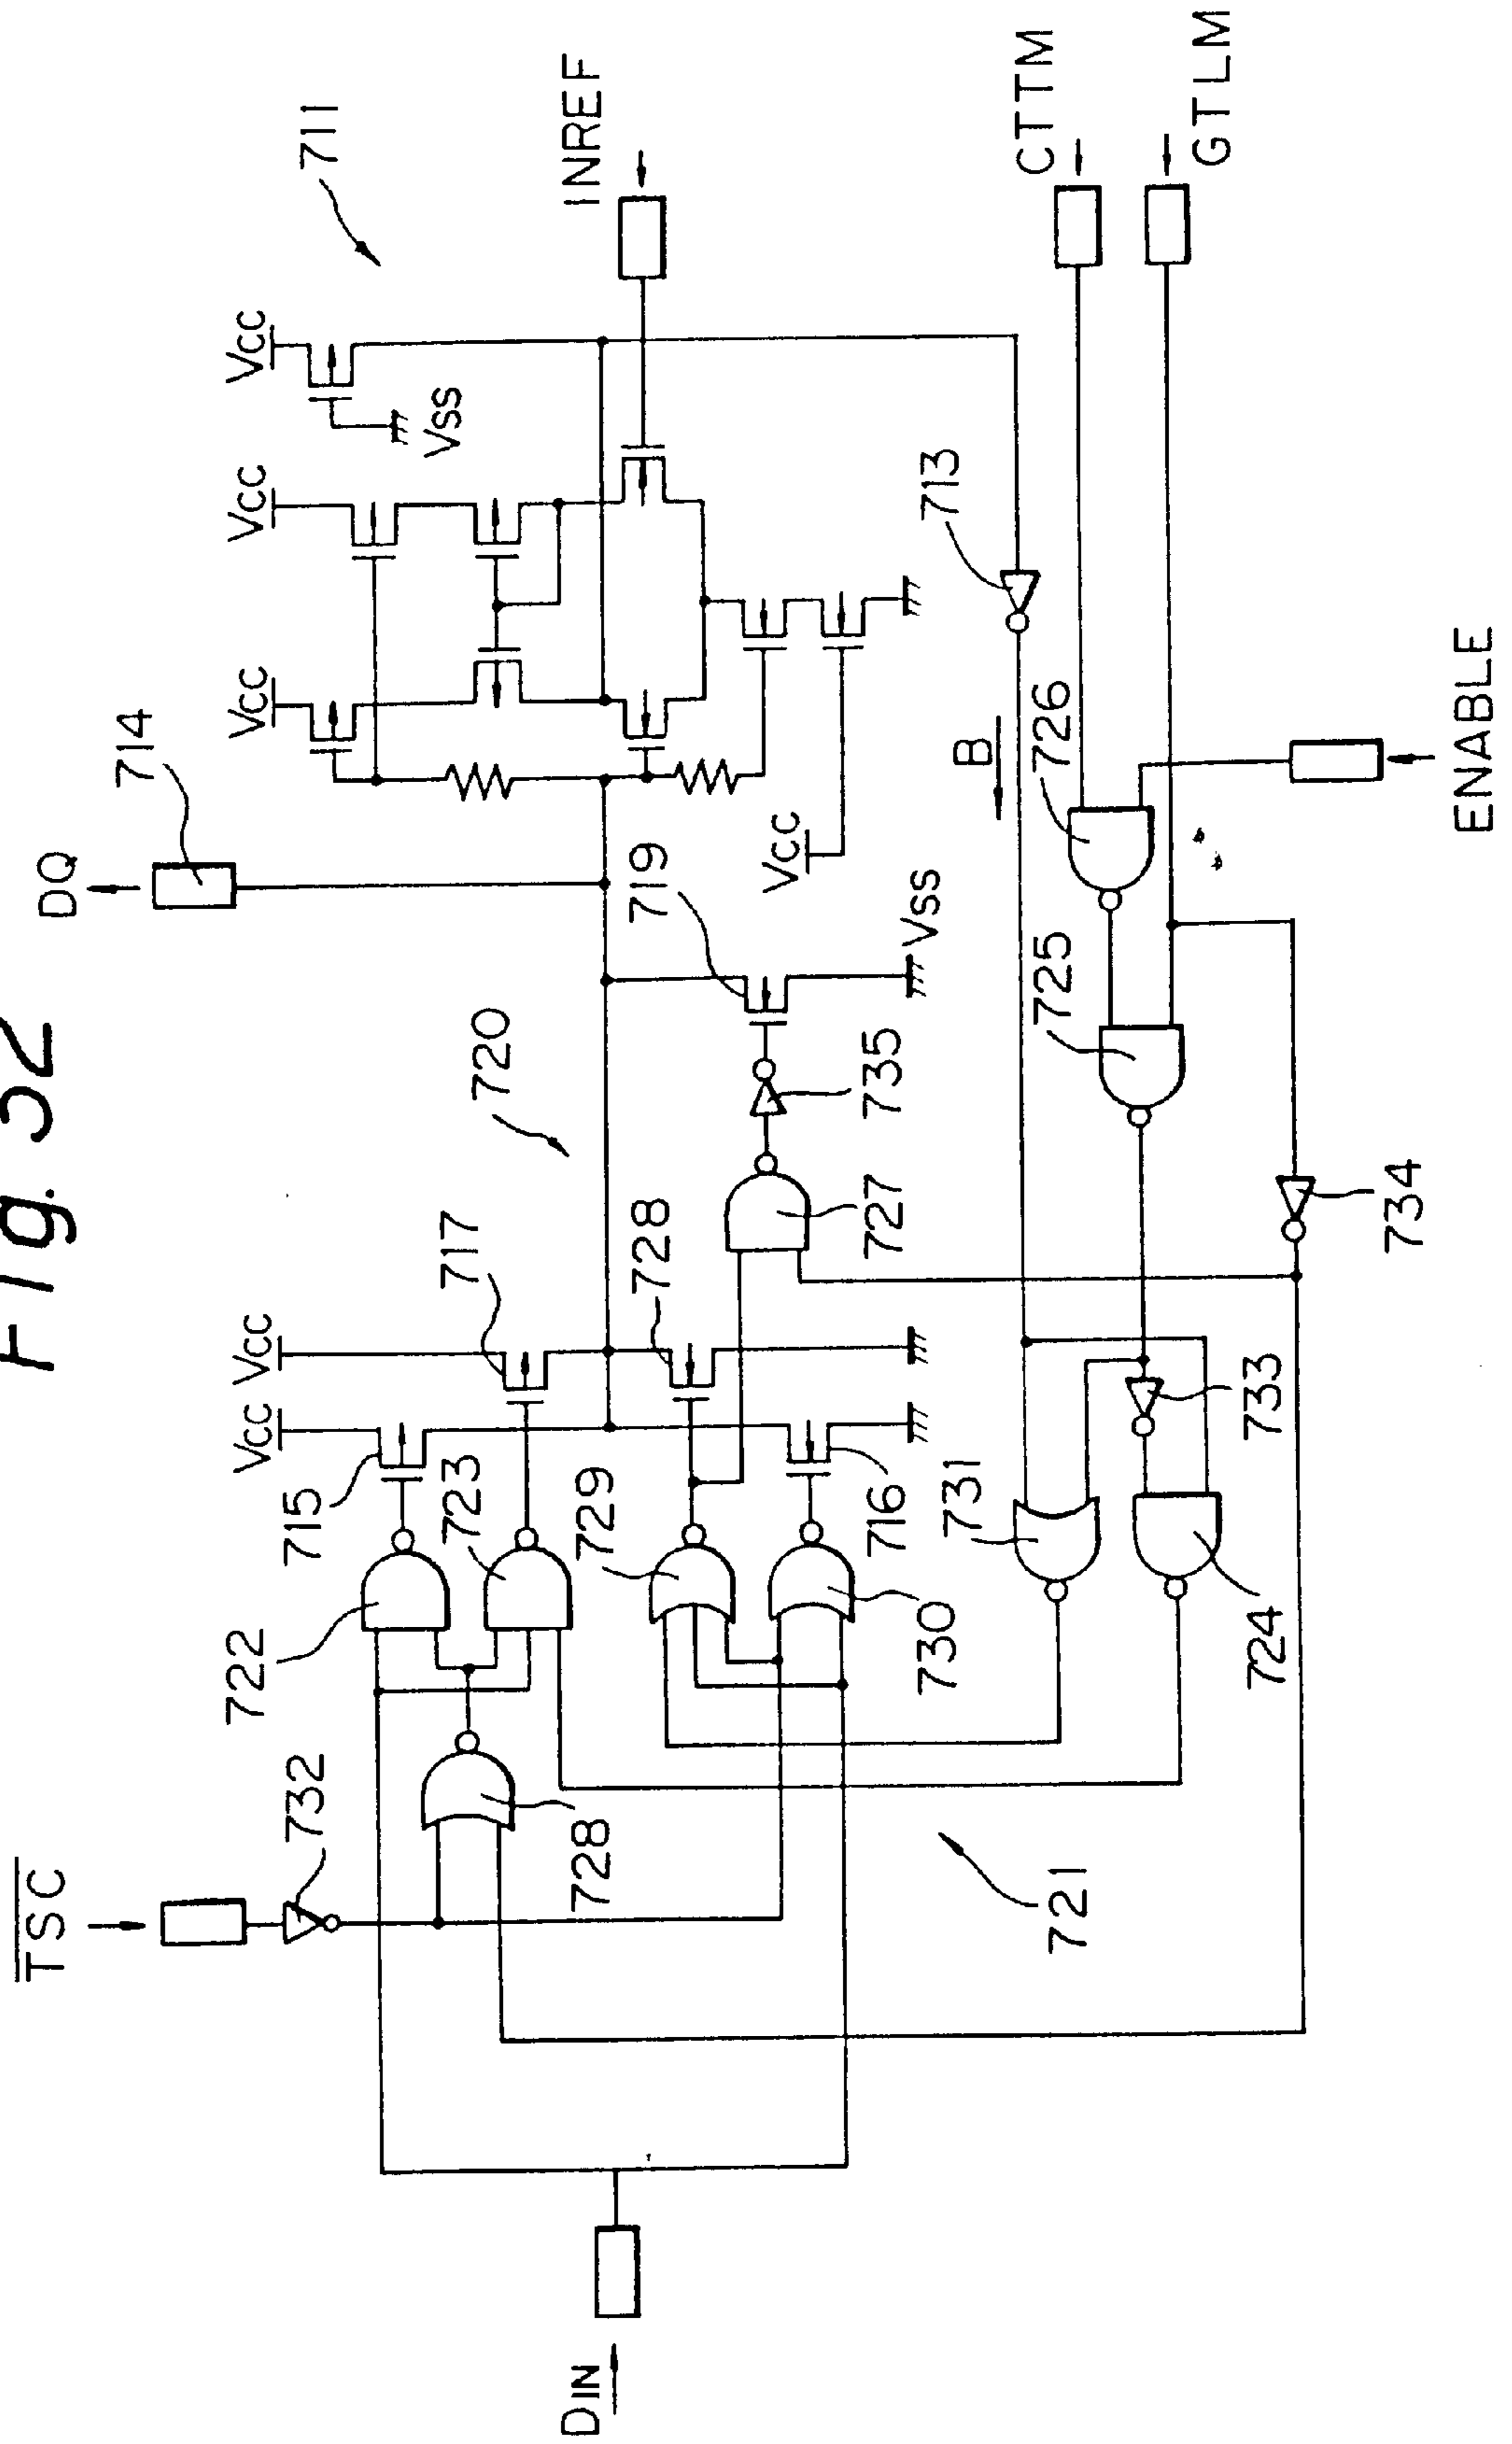 Fig. 32
DQ
714
711
Vcc
Vcc
Vcc
Vss
INREF
TSC
732
722
715
Vcc
Vcc
723
717
720
728
729
728
719
Vcc
Vss
735
727
716
730
731
713
B
726
725
CTTM
GTLM
DIN
721
724
733
734
ENABLE